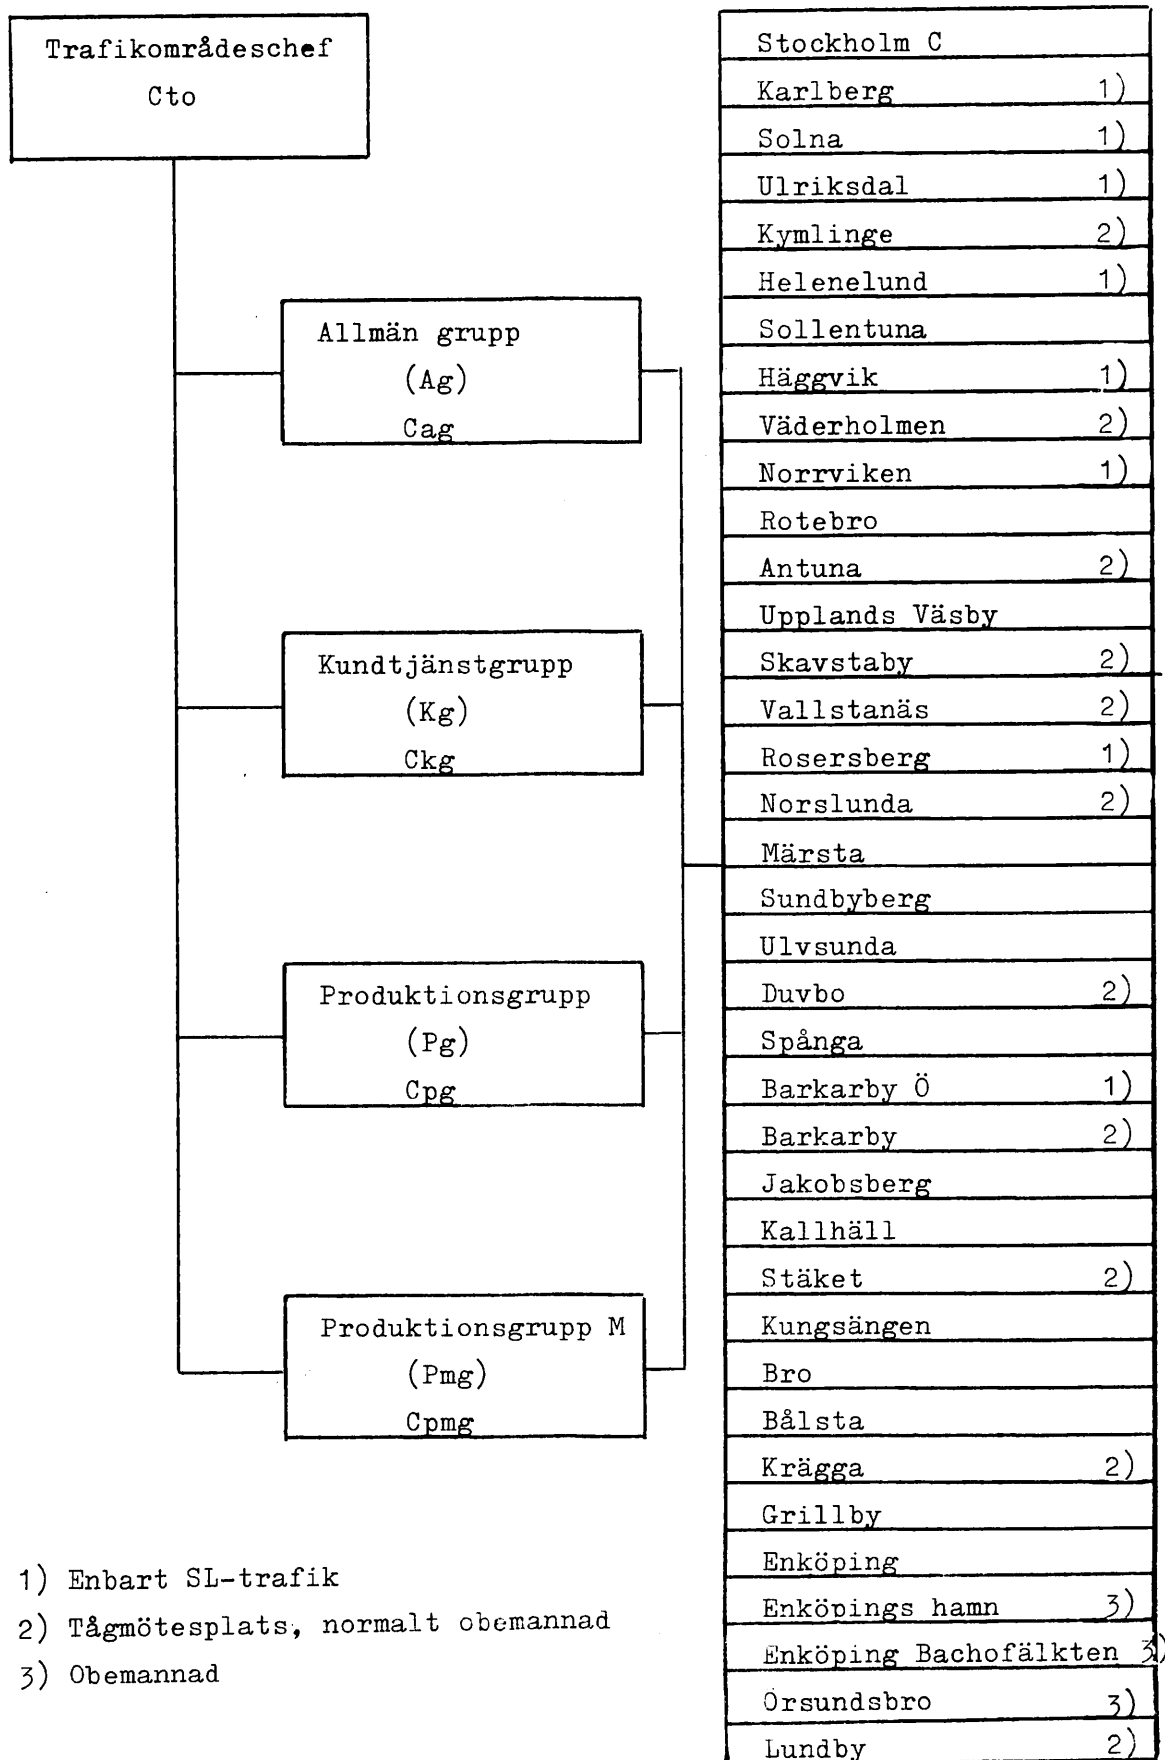 Trafikområdeschef
Cto
Allmän grupp
(Ag)
Cag
Kundtjänstgrupp
(Kg)
Ckg
Produktionsgrupp
(Pg)
Cpg
Produktionsgrupp M
(Pmg)
Cpmg
1) Enbart SL-trafik
2) Tågmötesplats, normalt obemannad
3) Obemannad
Stockholm C
Karlberg 1)
Solna 1)
Ulriksdal 1)
Kymlinge 2)
Helenelund 1)
Sollentuna
Häggvik 1)
Väderholmen 2)
Norrviken 1)
Rotebro
Antuna 2)
Upplands Väsby
Skavstaby 2)
Vallstanäs 2)
Rosersberg 1)
Norslunda 2)
Märsta
Sundbyberg
Ulvsunda
Duvbo 2)
Spånga
Barkarby Ö 1)
Barkarby 2)
Jakobsberg
Kallhäll
Stäket 2)
Kungsängen
Bro
Bålsta
Krägga 2)
Grillby
Enköping
Enköpings hamn 3)
Enköping Bachofälkten 3)
Örsundsbro 3)
Lundby 2)